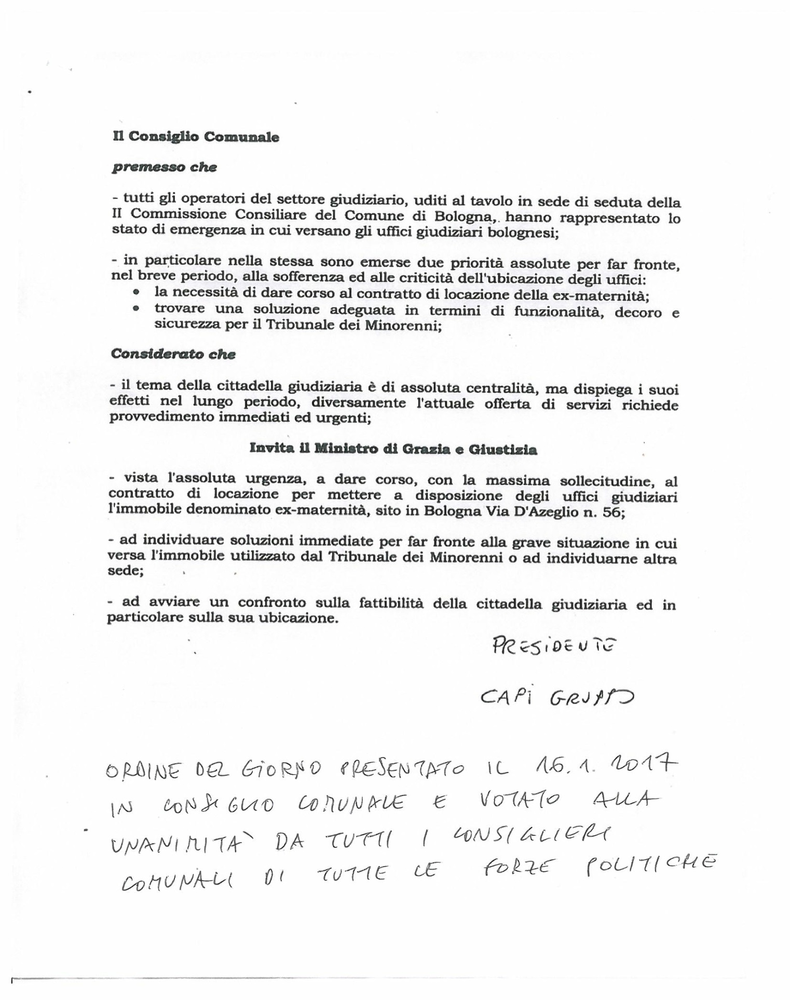 Il Consiglio Comunale
premesso che
- tutti gli operatori del settore giudiziario, uditi al tavolo in sede di seduta della
II Commissione Consiliare del Comune di Bologna,. hanno rappresentato lo
stato di emergenza in cui versano gli uffici giudiziari bolognesi;
- in particolare nella stessa sono emerse due priorità assolute per far fronte,
nel breve periodo, alla sofferenza ed alle criticità dell'ubicazione degli uffici:
• la necessità di dare corso al contratto di locazione della ex-maternità;
• trovare una soluzione adeguata in termini di funzionalità, decoro e
sicurezza per il Tribunale dei Minorenni;
Considerato che
- il tema della cittadella giudiziaria è di assoluta centralità, ma dispiega i suoi
effetti nel lungo periodo, diversamente l'attuale offerta di servizi richiede
provvedimento immediati ed urgenti;
Invita il Ministro di Grazia e Giustizia
- vista l'assoluta urgenza, a dare corso, con la massima sollecitudine, al
contratto di locazione per mettere a disposizione degli uffici giudiziari
l'immobile denominato ex-maternità, sito in Bologna Via D'Azeglio n. 56;
- ad individuare soluzioni immediate per far fronte alla grave situazione in cui
versa l'immobile utilizzato dal Tribunale dei Minorenni o ad individuarne altra
sede;
- ad avviare un confronto sulla fattibilità della cittadella giudiziaria ed in
particolare sulla sua ubicazione.
PRESIDENTE
CAPI GRUPPO
ORDINE DEL GIORNO PRESENTATO IL 16.1.2017
IN CONSIGLIO COMUNALE E VOTATO ALLA
UNANIMITA' DA TUTTI I CONSIGLIERI
COMUNALI DI TUTTE LE FORZE POLITICHE